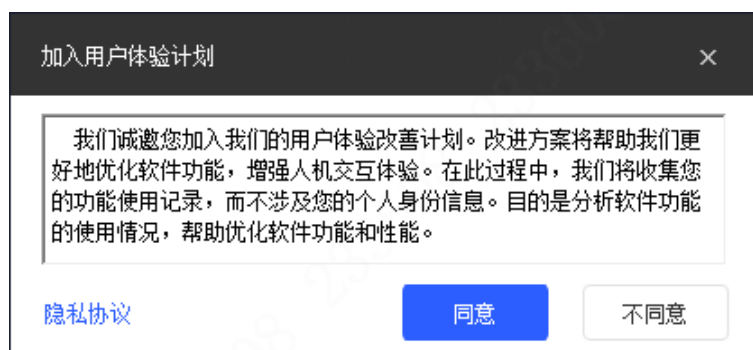 加入用户体验计划
我们诚邀您加入我们的用户体验改善计划。改进方案将帮助我们更
好地优化软件功能，增强人机交互体验。在此过程中，我们将收集您
的功能使用记录，而不涉及您的个人身份信息。目的是分析软件功能
的使用情况，帮助优化软件功能和性能。
隐私协议
同意
不同意